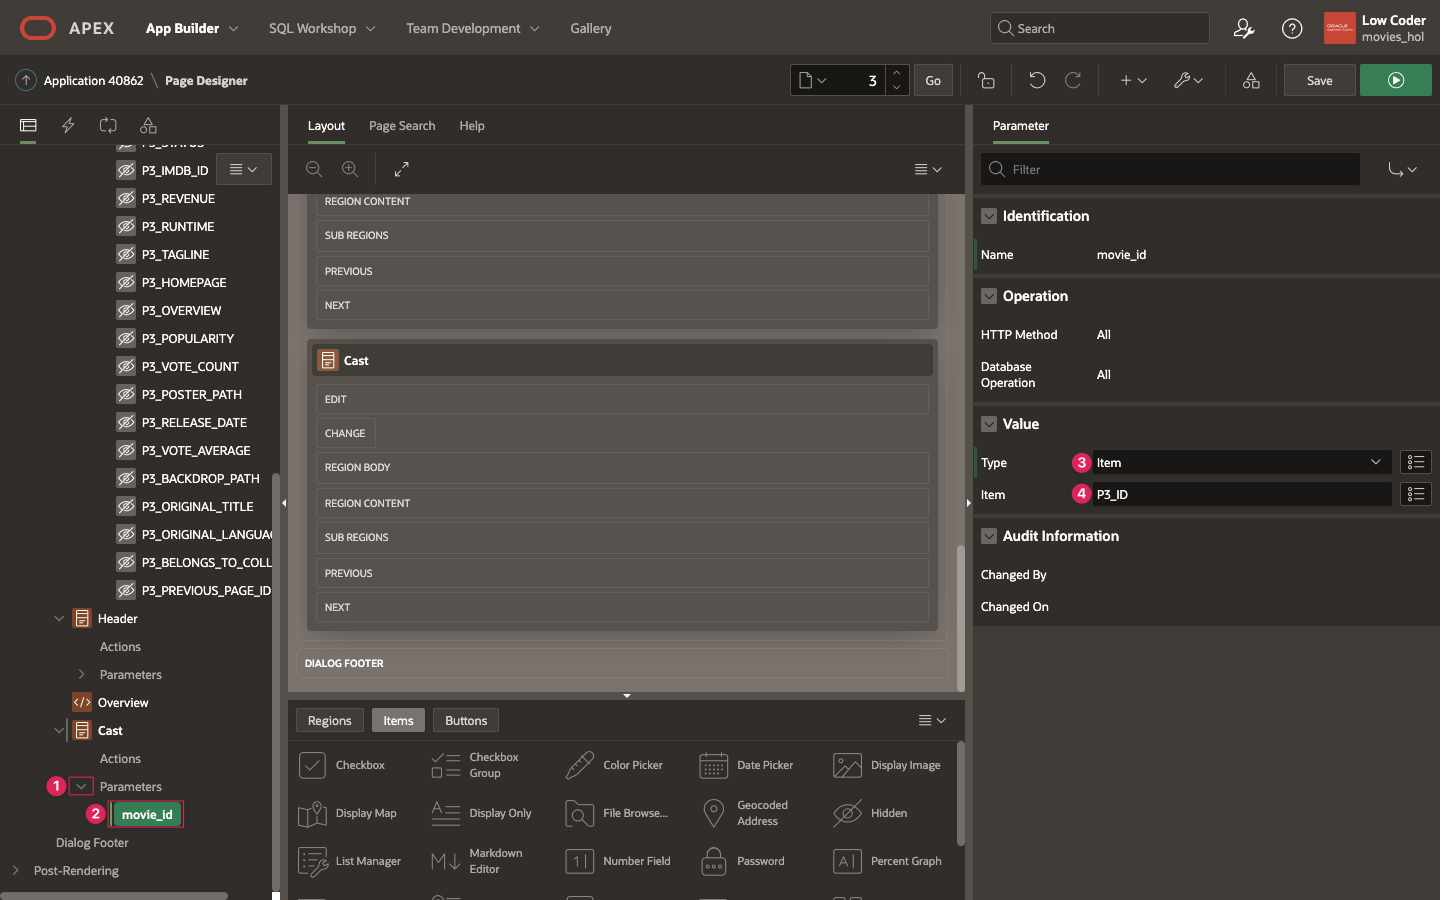 APEX
App Builder
SQL Workshop
Team Development
Gallery
Search
Low Coder
movies_hol
Application 40862 \ Page Designer
3
Go
Save
P3_STATUS
P3_IMDB_ID
P3_REVENUE
P3_RUNTIME
P3_TAGLINE
P3_HOMEPAGE
P3_OVERVIEW
P3_POPULARITY
P3_VOTE_COUNT
P3_POSTER_PATH
P3_RELEASE_DATE
P3_VOTE_AVERAGE
P3_BACKDROP_PATH
P3_ORIGINAL_TITLE
P3_ORIGINAL_LANGUA
P3_BELONGS_TO_COLL
P3_PREVIOUS_PAGE_ID
Header
Actions
Parameters
Overview
Cast
Actions
1 Parameters
2 movie_id
Dialog Footer
Post-Rendering
Layout
Page Search
Help
REGION CONTENT
SUB REGIONS
PREVIOUS
NEXT
Cast
EDIT
CHANGE
REGION BODY
REGION CONTENT
SUB REGIONS
PREVIOUS
NEXT
DIALOG FOOTER
Regions
Items
Buttons
Checkbox
Checkbox Group
Color Picker
Date Picker
Display Image
Display Map
Display Only
File Browse...
Geocoded Address
Hidden
List Manager
Markdown Editor
Number Field
Password
Percent Graph
Parameter
Filter
Identification
Name movie_id
Operation
HTTP Method All
Database Operation All
Value
Type 3 Item
Item 4 P3_ID
Audit Information
Changed By
Changed On